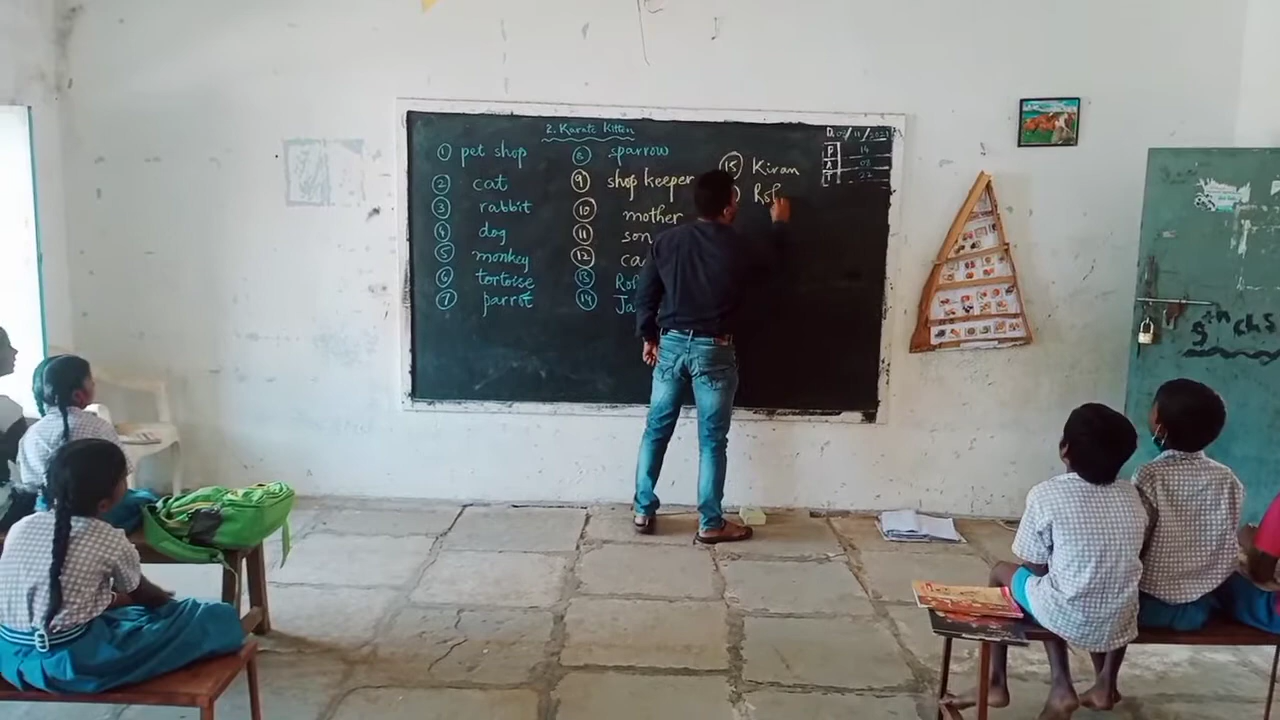 2. Karate Kitten
① pet shop
② cat
③ rabbit
④ dog
⑤ monkey
⑥ tortoise
⑦ parrot
⑧ sparrow
⑨ shop keeper
⑩ mother
⑪ son
⑫
⑬
⑭
⑮ Kiran
P 14
A 08
T 22
5th